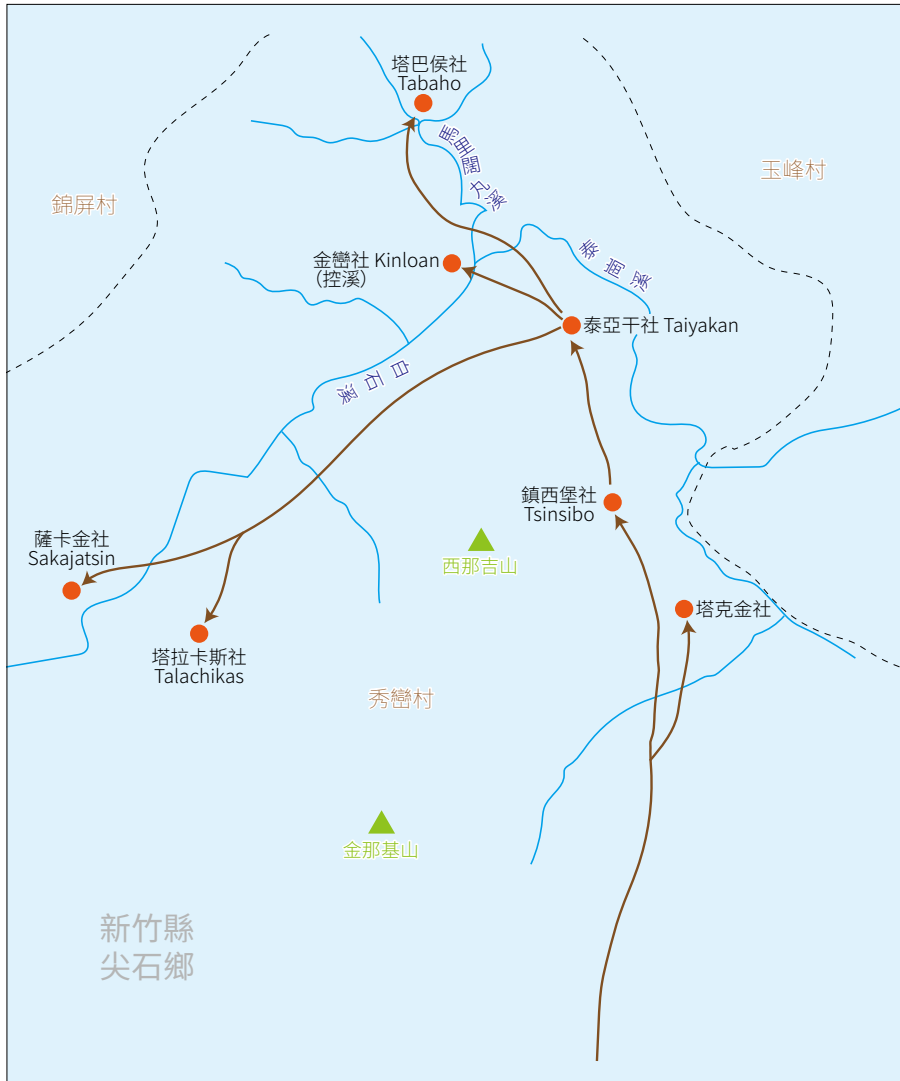 塔巴侯社
Tabaho
馬里闊丸溪
玉峰村
錦屏村
金巒社 Kinloan
(控溪)
泰崗溪
泰亞干社 Taiyakan
白石溪
鎮西堡社
Tsinsibo
薩卡金社
Sakajatsin
西那吉山
塔克金社
塔拉卡斯社
Talachikas
秀巒村
金那基山
新竹縣
尖石鄉